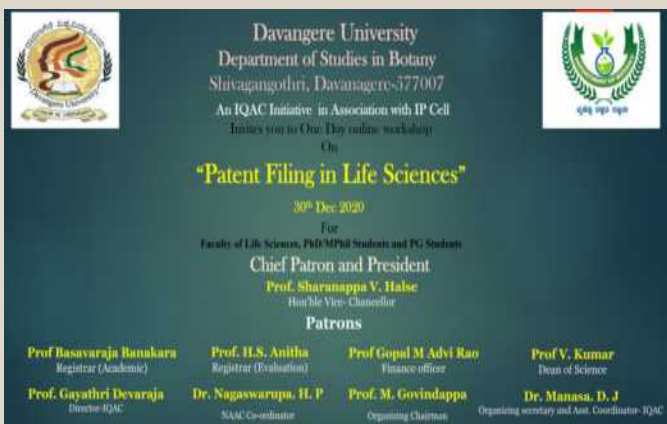 Davangere University
Department of Studies in Botany
Shivagangothri, Davanagere-577007
An IQAC Initiative in Association with IP Cell
Invites you to One Day online workshop
On
“Patent Filing in Life Sciences”
30th Dec 2020
For
Faculty of Life Sciences, PhD/MPhil Students and PG Students
Chief Patron and President
Prof. Sharanappa V. Halse
Hon'ble Vice- Chancellor
Patrons
Prof Basavaraja Banakara
Registrar (Academic)
Prof. H.S. Anitha
Registrar (Evaluation)
Prof Gopal M Advi Rao
Finance officer
Prof V. Kumar
Dean of Science
Prof. Gayathri Devaraja
Director-IQAC
Dr. Nagaswarupa. H. P
NAAC Co-ordinator
Prof. M. Govindappa
Organizing Chairman
Dr. Manasa. D. J
Organizing secretary and Asst. Coordinator- IQAC